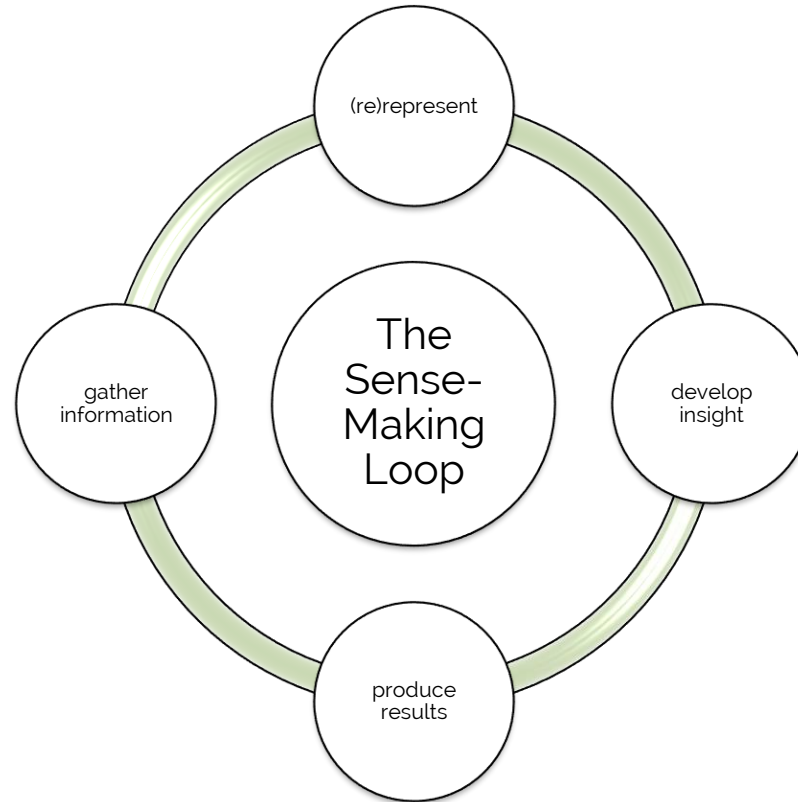 (re)represent
The
Sense-
Making
Loop
gather
information
develop
insight
produce
results